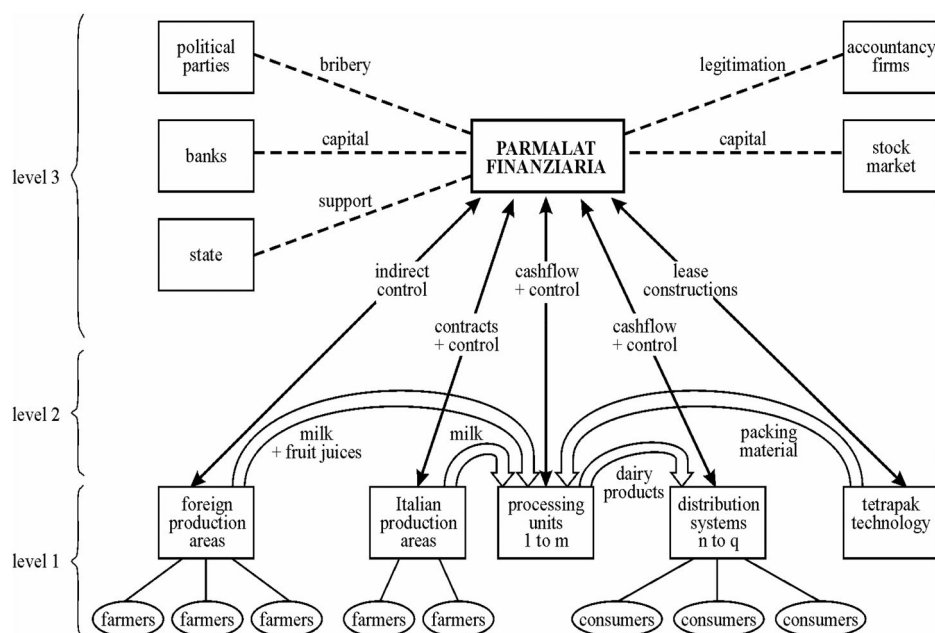 political
parties
bribery
legitimation
accountancy
firms
banks
capital
PARMALAT
FINANZIARIA
capital
stock
market
level 3
support
state
indirect
control
cashflow
+ control
lease
constructions
contracts
+ control
cashflow
+ control
level 2
milk
+ fruit juices
milk
dairy
products
packing
material
foreign
production
areas
Italian
production
areas
processing
units
1 to m
distribution
systems
n to q
tetrapak
technology
level 1
farmers
farmers
farmers
farmers
farmers
consumers
consumers
consumers